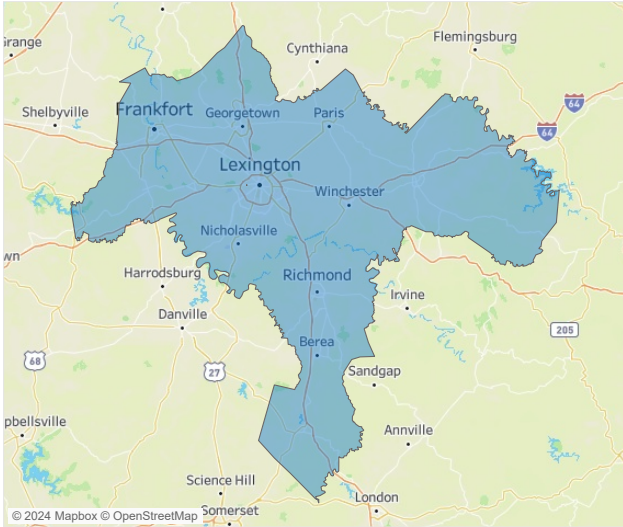 Grange
Cynthiana
Flemingsburg
Shelbyville
Frankfort
Georgetown
Paris
64
64
Lexington
Winchester
Nicholasville
wn
Harrodsburg
Richmond
Irvine
Danville
205
Berea
68
27
Sandgap
pbellsville
Annville
Science Hill
London
Somerset
© 2024 Mapbox © OpenStreetMap